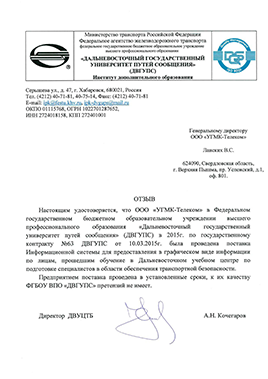 Министерство транспорта Российской Федерации
Федеральное агентство железнодорожного транспорта
федеральное государственное бюджетное образовательное учреждение
высшего профессионального образования
«ДАЛЬНЕВОСТОЧНЫЙ ГОСУДАРСТВЕННЫЙ
УНИВЕРСИТЕТ ПУТЕЙ СООБЩЕНИЯ»
(ДВГУПС)
Институт дополнительного образования
Серышева ул., д. 47, г. Хабаровск, 680021, Россия
Тел. (4212) 40-71-81, 40-75-14, Факс: (4212) 40-71-81
E-mail:
ОКПО 01115768, ОГРН 1022701287652,
ИНН 2724018158, КПП 272401001
Генеральному директору
ООО «УГМК-Телеком»
Ланских В.С.
624090, Свердловская область,
г. Верхняя Пышма, пр. Успенский, д.1,
оф. 801.
ОТЗЫВ
Настоящим удостоверяется, что ООО «УГМК-Телеком» в Федеральном
государственном бюджетном образовательном учреждении высшего
профессионального образования «Дальневосточный государственный
университет путей сообщения» (ДВГУПС) в 2015г. по государственному
контракту №63 ДВГУПС от 10.03.2015г. была проведена поставка
Информационной системы для предоставления в графическом виде информации
по лицам, прошедшим обучение в Дальневосточном учебном центре по
подготовке специалистов в области обеспечения транспортной безопасности.
Предприятием поставка проведена в установленные сроки, к их качеству
ФГБОУ ВПО «ДВГУПС» претензий не имеет.
Директор ДВУЦТБ А.Н. Кочегаров